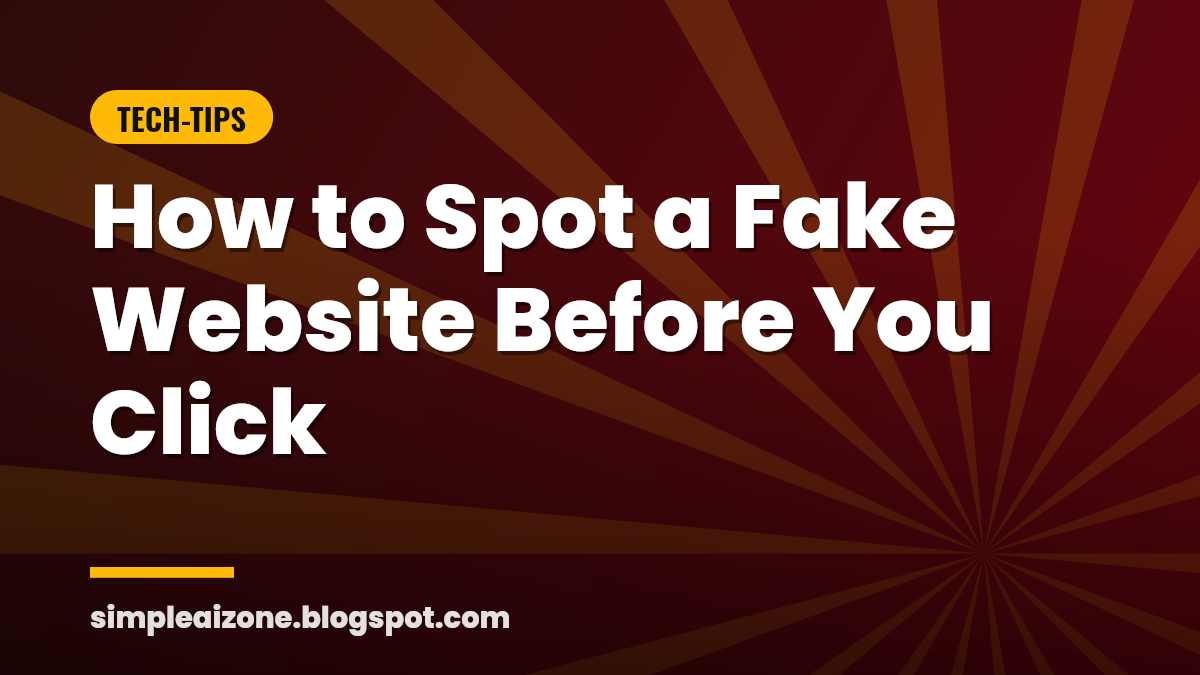 TECH-TIPS
How to Spot a Fake
Website Before You
Click
simpleaizone.blogspot.com